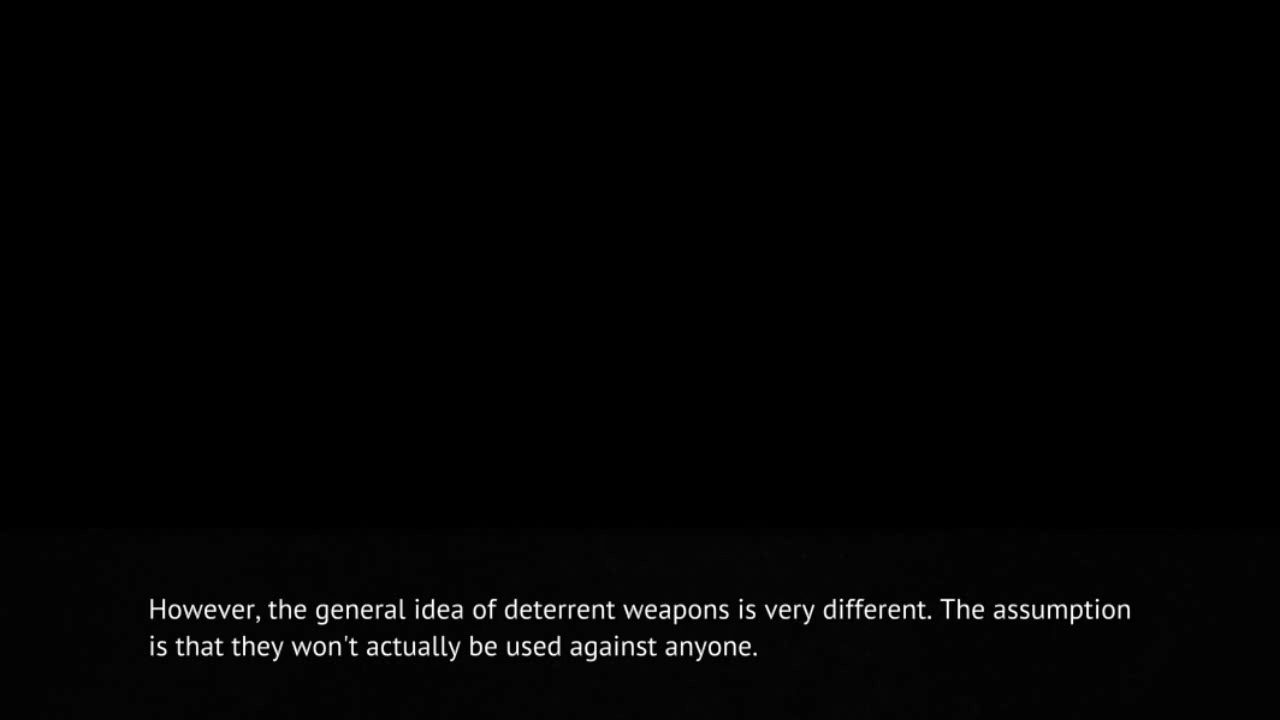 However, the general idea of deterrent weapons is very different. The assumption
is that they won't actually be used against anyone.